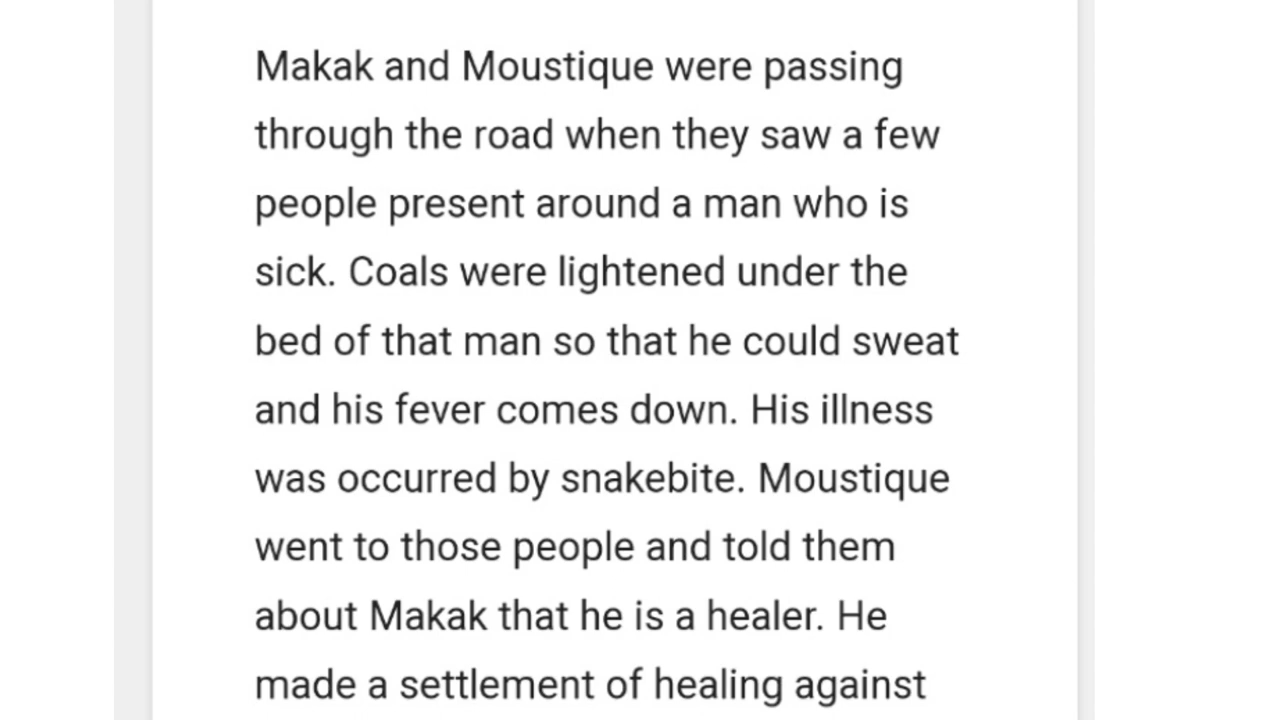 Makak and Moustique were passing
through the road when they saw a few
people present around a man who is
sick. Coals were lightened under the
bed of that man so that he could sweat
and his fever comes down. His illness
was occurred by snakebite. Moustique
went to those people and told them
about Makak that he is a healer. He
made a settlement of healing against